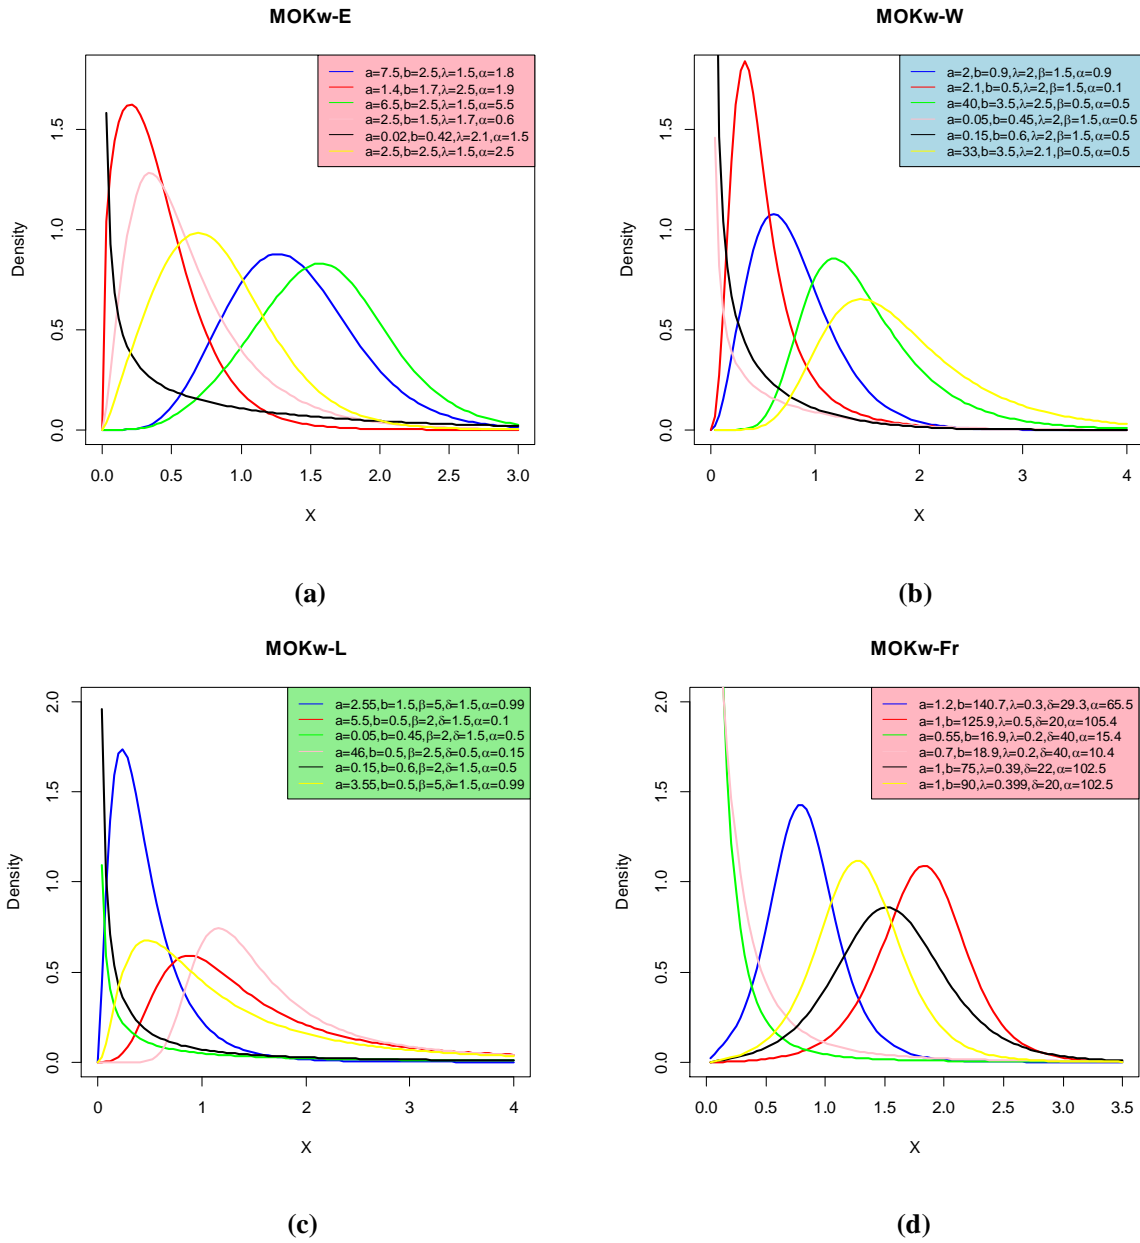 MOKw-E
a=7.5,b=2.5,λ=1.5,α=1.8
a=1.4,b=1.7,λ=2.5,α=1.9
a=6.5,b=2.5,λ=1.5,α=5.5
a=2.5,b=1.5,λ=1.7,α=0.6
a=0.02,b=0.42,λ=2.1,α=1.5
a=2.5,b=2.5,λ=1.5,α=2.5
Density
0.0 0.5 1.0 1.5
0.0 0.5 1.0 1.5 2.0 2.5 3.0
X
(a)
MOKw-W
a=2,b=0.9,λ=2,β=1.5,α=0.9
a=2.1,b=0.5,λ=2,β=1.5,α=0.1
a=40,b=3.5,λ=2.5,β=0.5,α=0.5
a=0.05,b=0.45,λ=2,β=1.5,α=0.5
a=0.15,b=0.6,λ=2,β=1.5,α=0.5
a=33,b=3.5,λ=2.1,β=0.5,α=0.5
Density
0.0 0.5 1.0 1.5
0 1 2 3 4
X
(b)
MOKw-L
a=2.55,b=1.5,β=5,δ=1.5,α=0.99
a=5.5,b=0.5,β=2,δ=1.5,α=0.1
a=0.05,b=0.45,β=2,δ=1.5,α=0.5
a=46,b=0.5,β=2.5,δ=0.5,α=0.15
a=0.15,b=0.6,β=2,δ=1.5,α=0.5
a=3.55,b=0.5,β=5,δ=1.5,α=0.99
Density
0.0 0.5 1.0 1.5 2.0
0 1 2 3 4
X
(c)
MOKw-Fr
a=1.2,b=140.7,λ=0.3,δ=29.3,α=65.5
a=1,b=125.9,λ=0.5,δ=20,α=105.4
a=0.55,b=16.9,λ=0.2,δ=40,α=15.4
a=0.7,b=18.9,λ=0.2,δ=40,α=10.4
a=1,b=75,λ=0.39,δ=22,α=102.5
a=1,b=90,λ=0.399,δ=20,α=102.5
Density
0.0 0.5 1.0 1.5 2.0
0.0 0.5 1.0 1.5 2.0 2.5 3.0 3.5
X
(d)